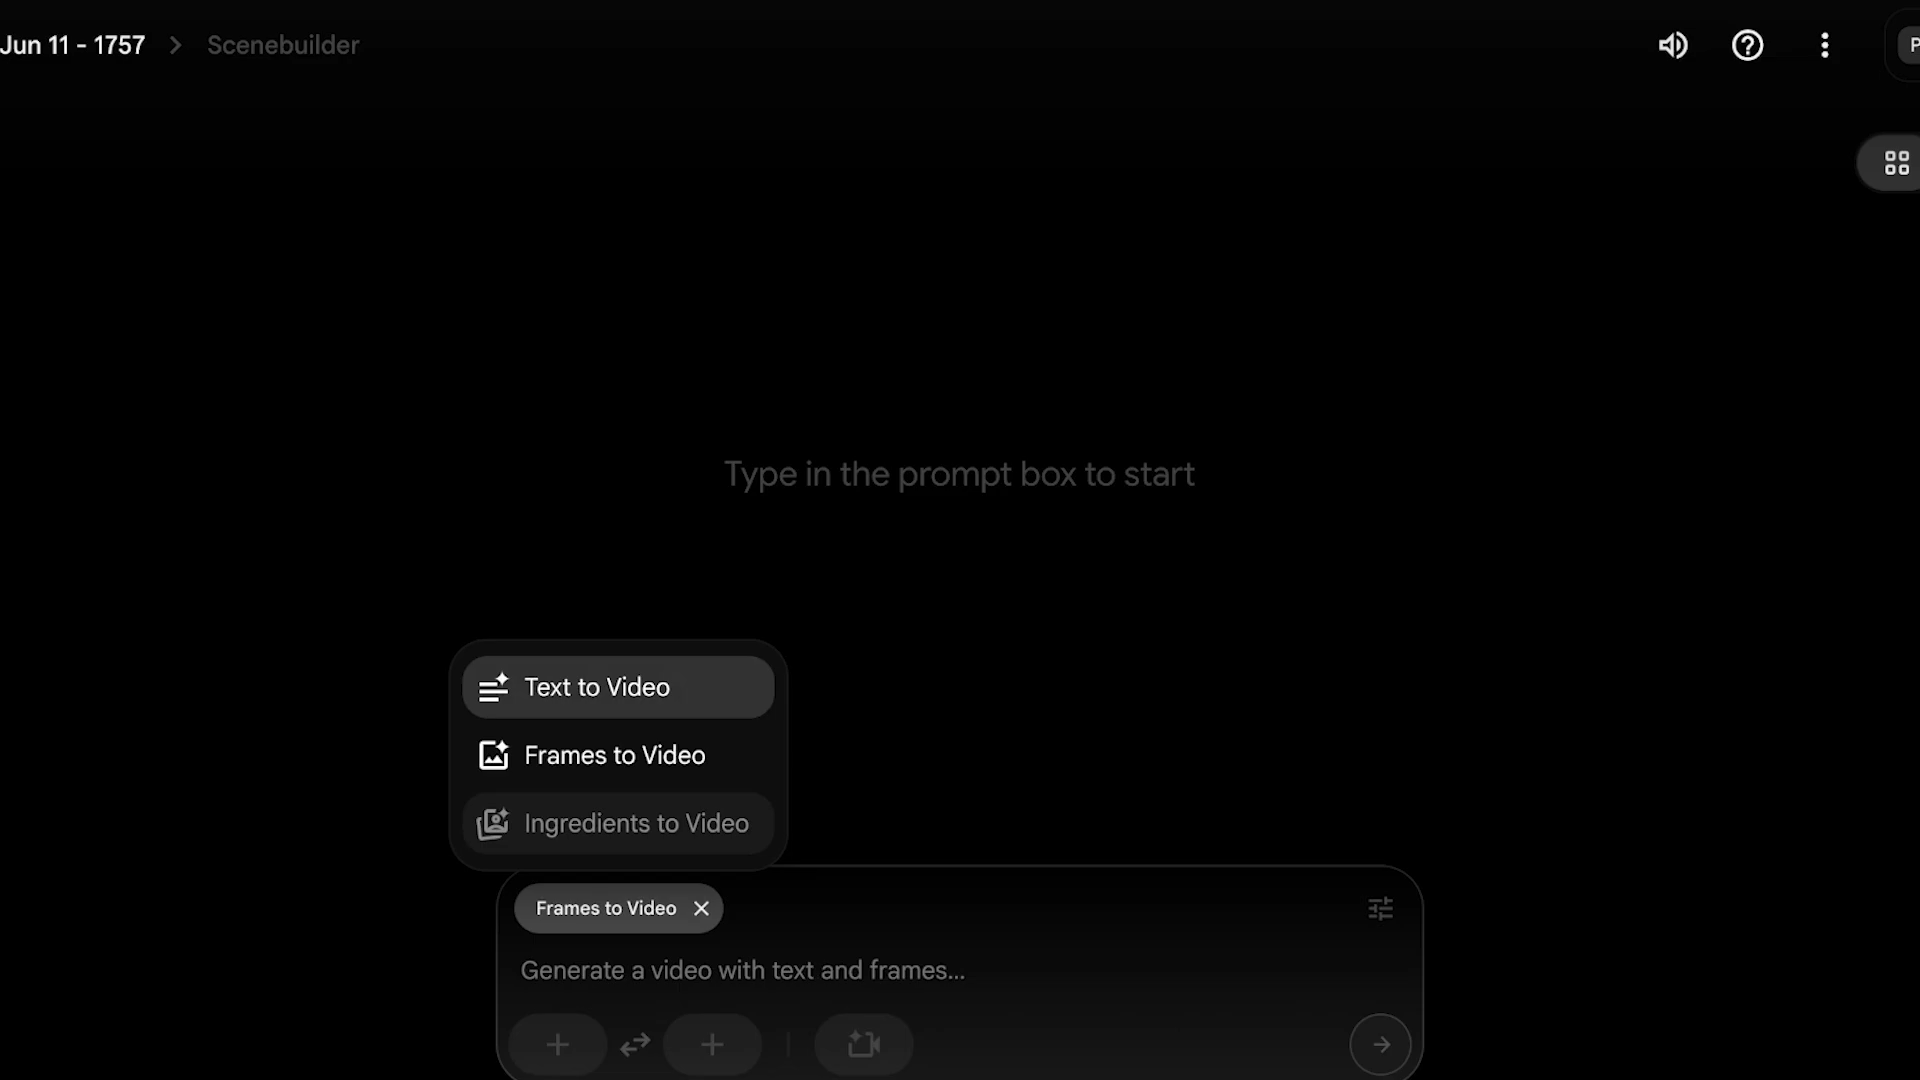 Jun 11 - 1757 > Scenebuilder
P
Type in the prompt box to start
Text to Video
Frames to Video
Ingredients to Video
Frames to Video
Generate a video with text and frames...